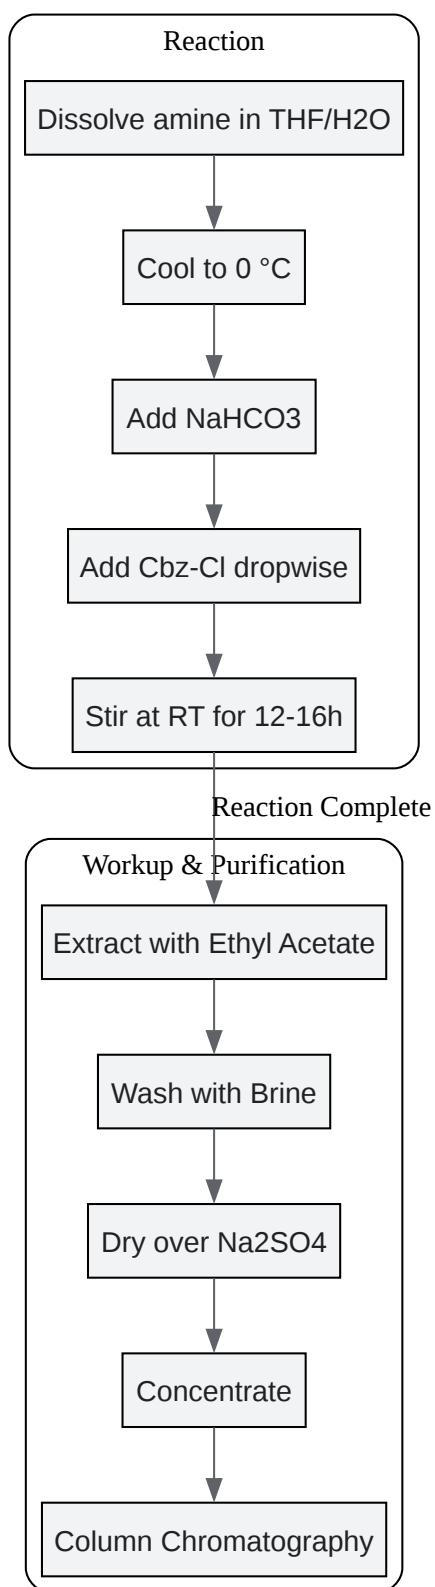 Reaction
Dissolve amine in THF/H2O
Cool to 0 °C
Add NaHCO3
Add Cbz-Cl dropwise
Stir at RT for 12-16h
Reaction Complete
Workup & Purification
Extract with Ethyl Acetate
Wash with Brine
Dry over Na2SO4
Concentrate
Column Chromatography